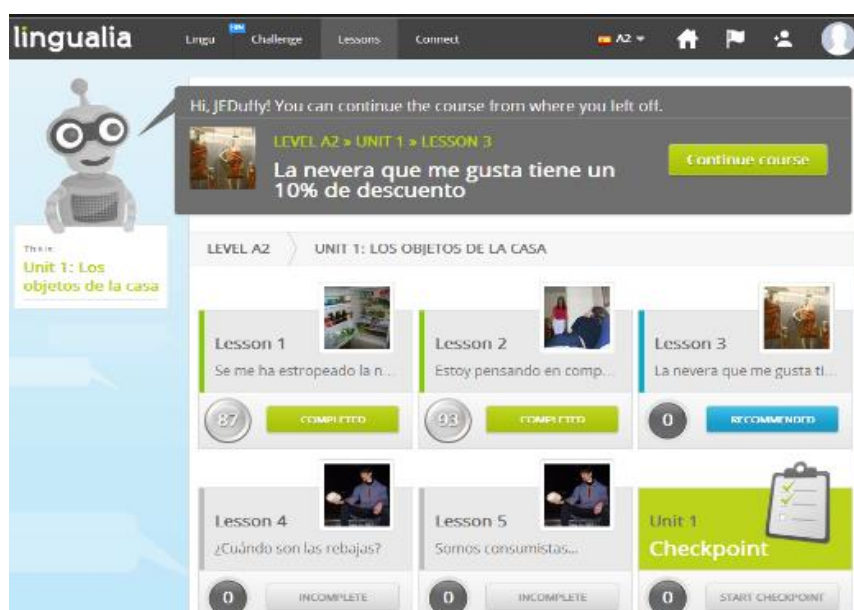 lingualia
Lingu
Challenge
Lessons
Connect
A2
Hi, JEDuffy! You can continue the course from where you left off.
LEVEL A2 » UNIT 1 » LESSON 3
La nevera que me gusta tiene un
10% de descuento
Continue course
Unit 1: Los
objetos de la casa
LEVEL A2
UNIT 1: LOS OBJETOS DE LA CASA
Lesson 1
Se me ha estropeado la n...
87
COMPLETED
Lesson 2
Estoy pensando en comp...
93
COMPLETED
Lesson 3
La nevera que me gusta ti...
0
RECOMMENDED
Lesson 4
¿Cuándo son las rebajas?
0
INCOMPLETE
Lesson 5
Somos consumistas...
0
INCOMPLETE
Unit 1
Checkpoint
0
START CHECKPOINT